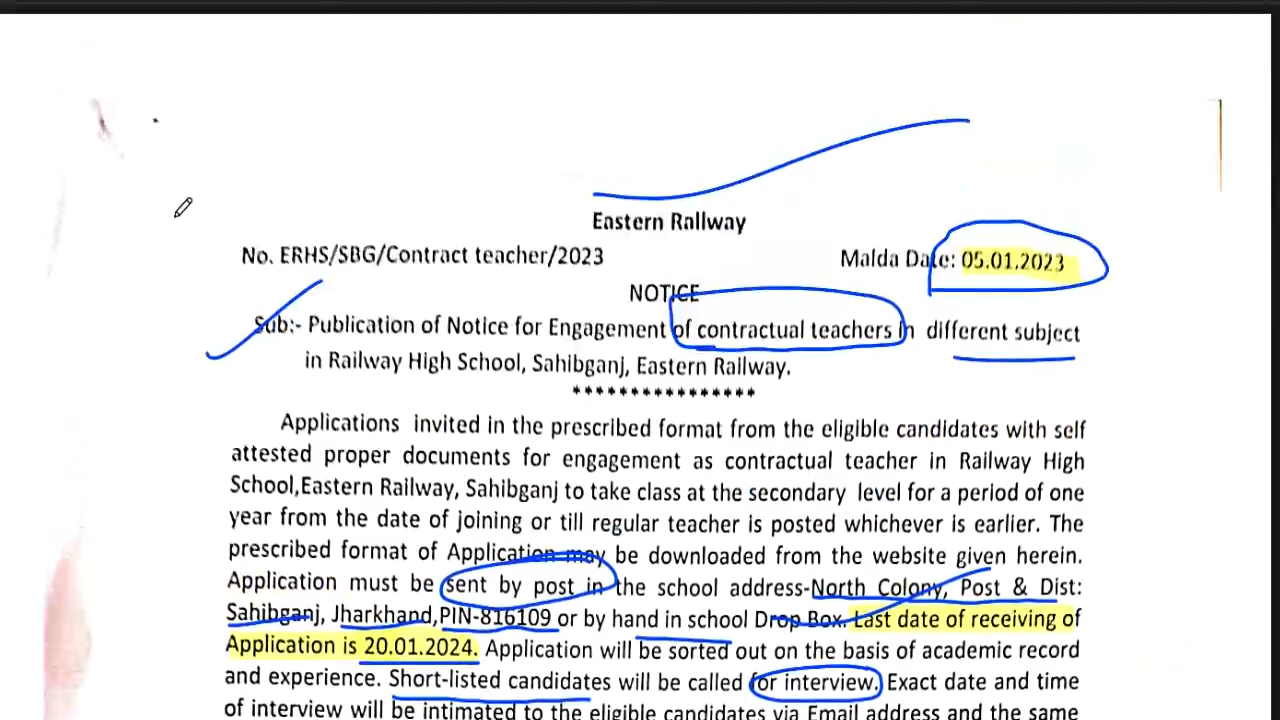 Eastern Railway
No. ERHS/SBG/Contract teacher/2023 Malda Date: 05.01.2023
NOTICE
Sub:- Publication of Notice for Engagement of contractual teachers in different subject
in Railway High School, Sahibganj, Eastern Railway.
****************
Applications invited in the prescribed format from the eligible candidates with self
attested proper documents for engagement as contractual teacher in Railway High
School,Eastern Railway, Sahibganj to take class at the secondary level for a period of one
year from the date of joining or till regular teacher is posted whichever is earlier. The
prescribed format of Application may be downloaded from the website given herein.
Application must be sent by post in the school address-North Colony, Post & Dist:
Sahibganj, Jharkhand,PIN-816109 or by hand in school Drop Box. Last date of receiving of
Application is 20.01.2024. Application will be sorted out on the basis of academic record
and experience. Short-listed candidates will be called for interview. Exact date and time
of interview will be intimated to the eligible candidates via Email address and the same